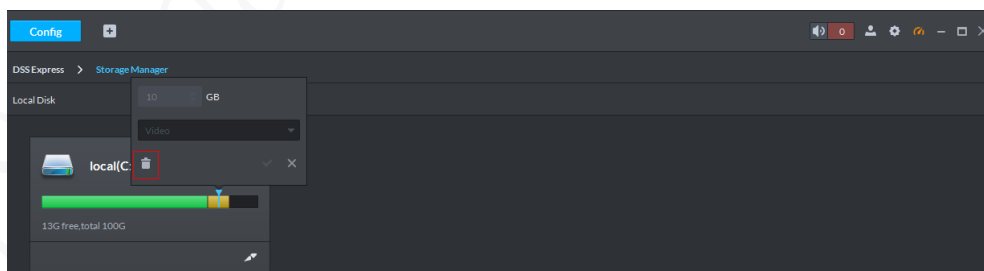 Config
0
DSS Express > Storage Manager
Local Disk
10 GB
Video
local(C:
13G free,total 100G